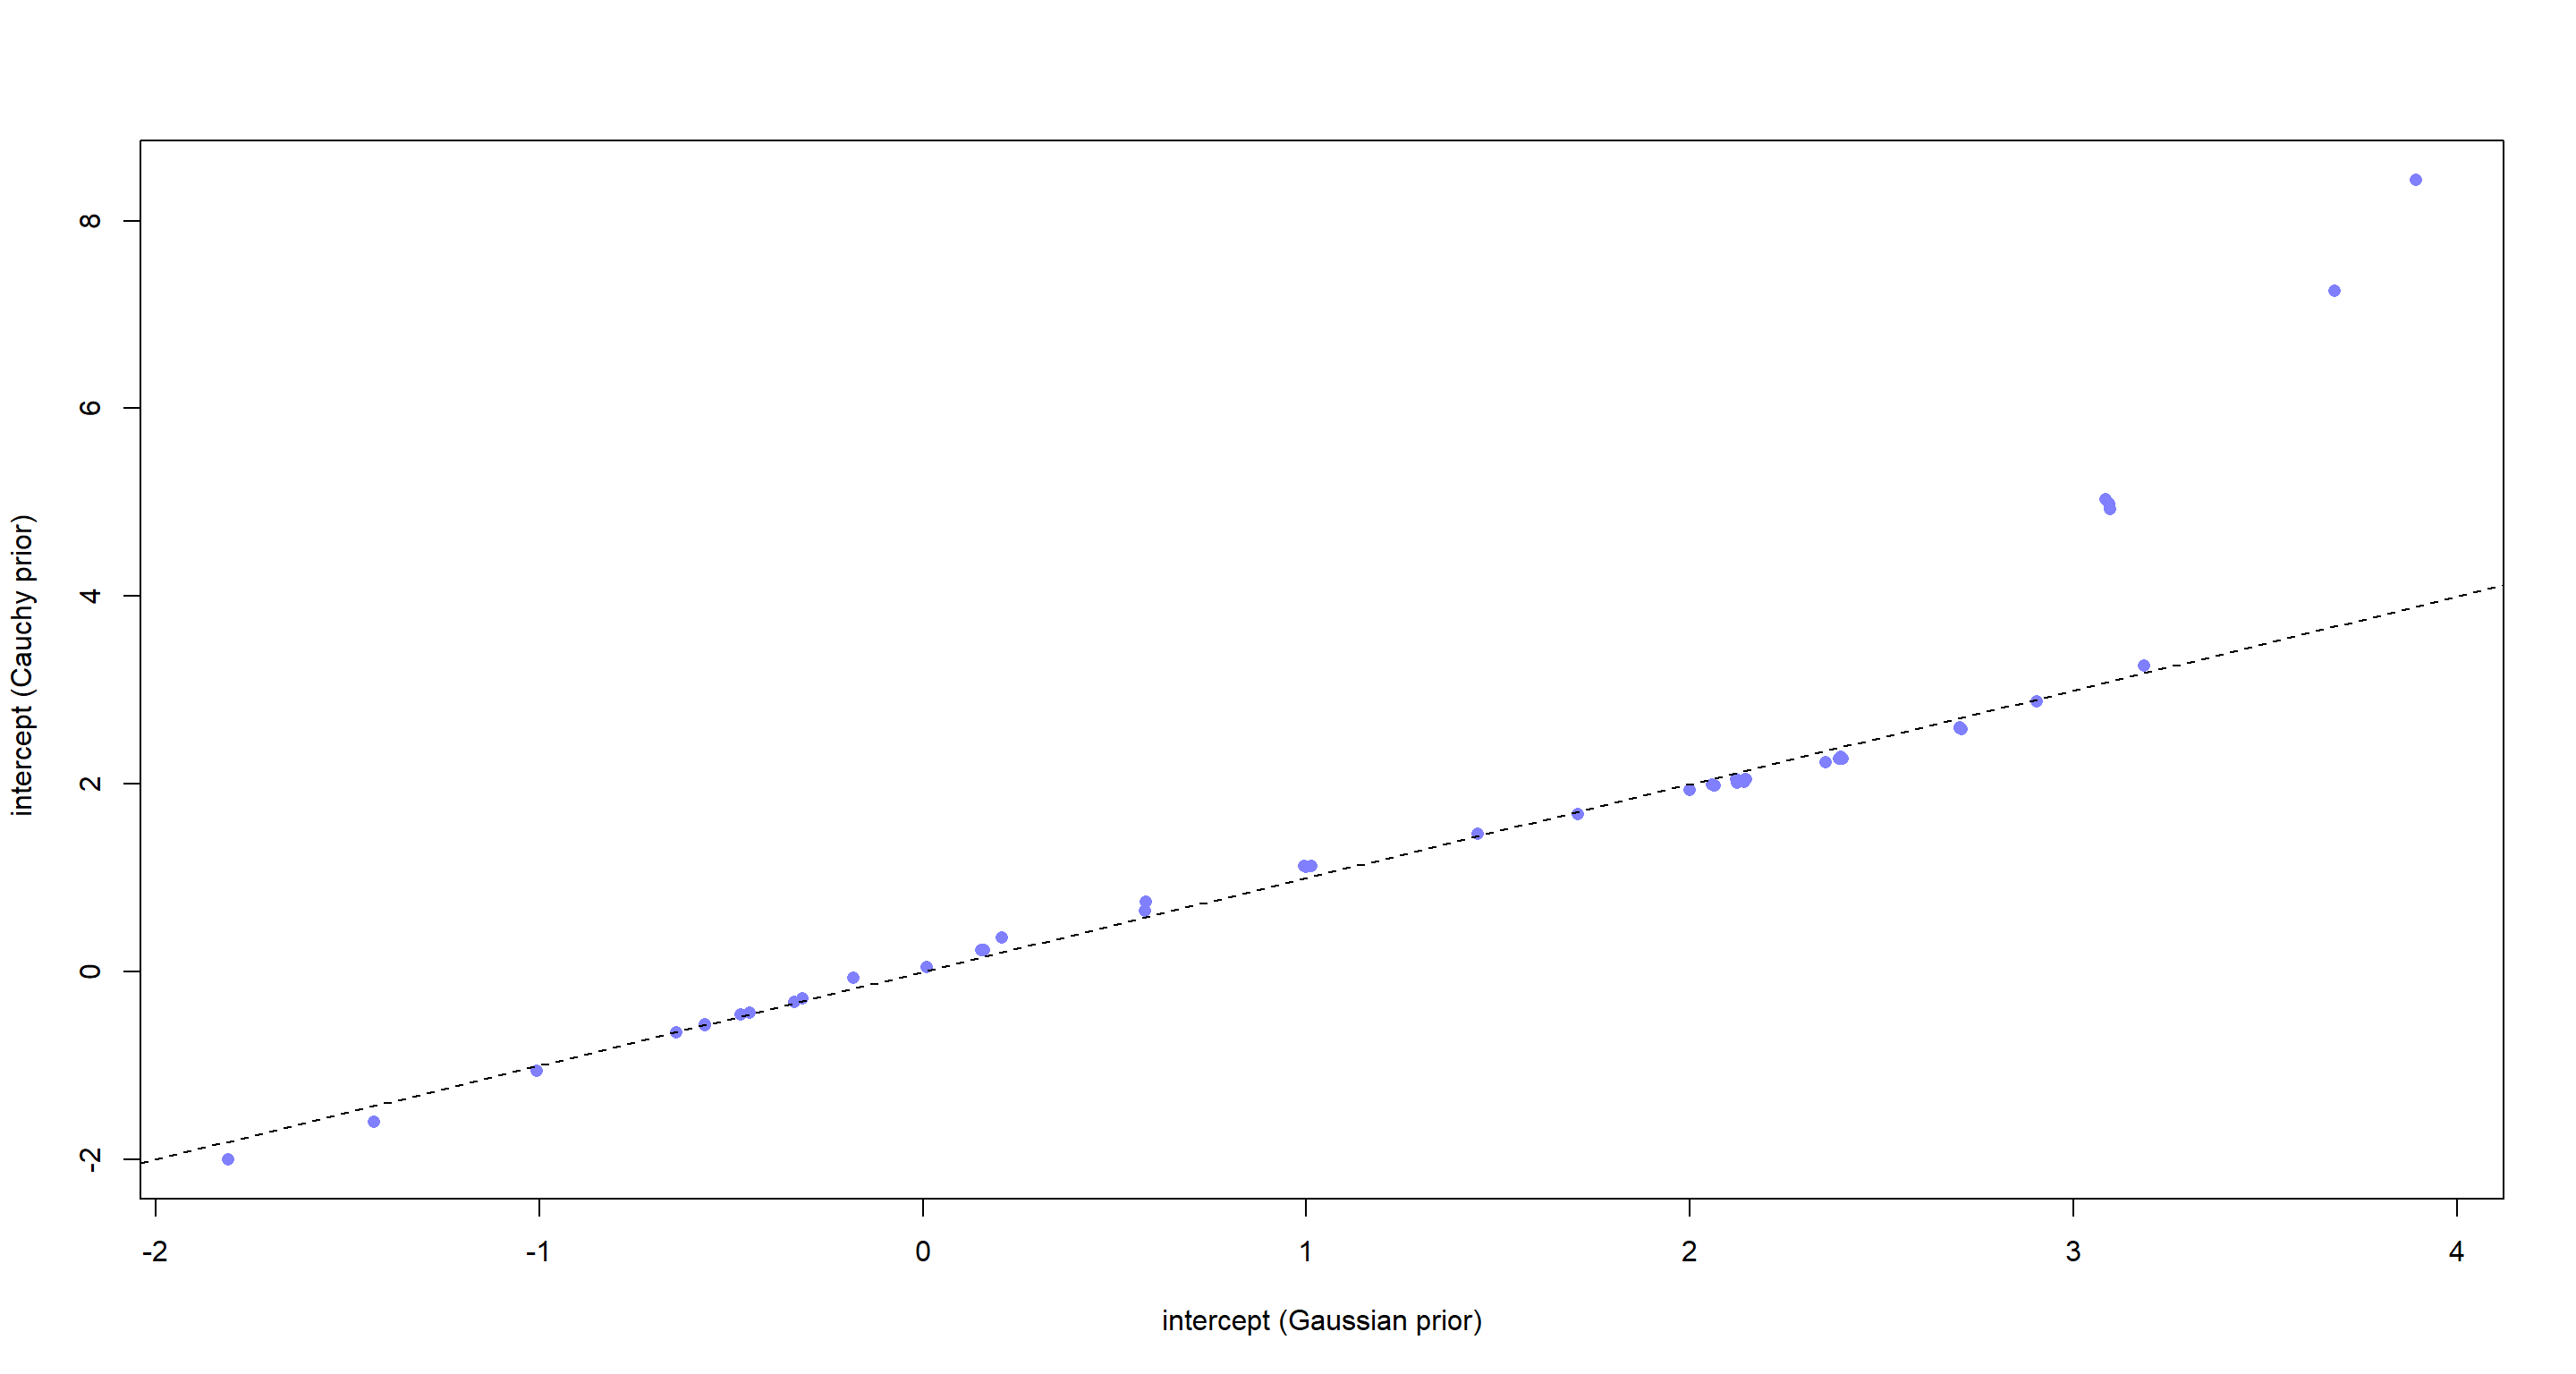 intercept (Cauchy prior)
8
6
4
2
0
-2
-2 -1 0 1 2 3 4
intercept (Gaussian prior)